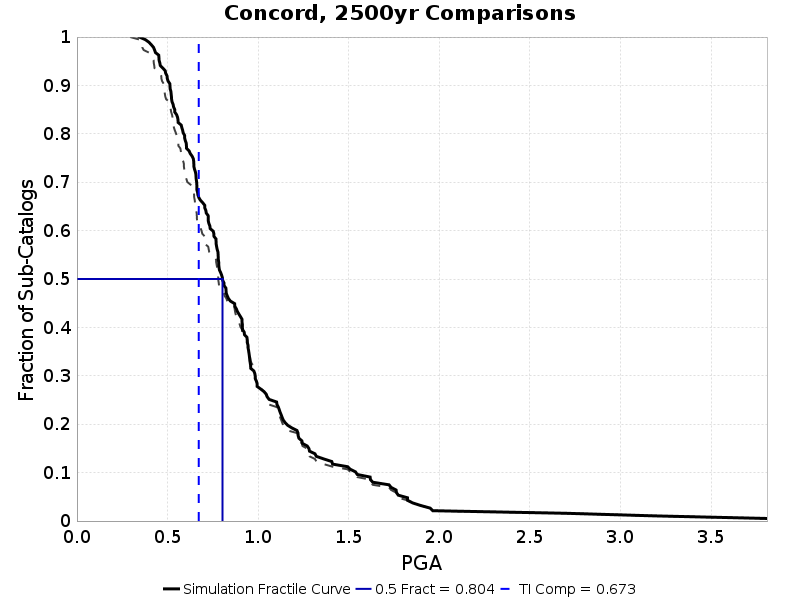 Concord, 2500yr Comparisons
1
0.9
0.8
0.7
0.6
0.5
0.4
0.3
0.2
0.1
0
Fraction of Sub-Catalogs
0.0 0.5 1.0 1.5 2.0 2.5 3.0 3.5
PGA
Simulation Fractile Curve 0.5 Fract = 0.804 TI Comp = 0.673